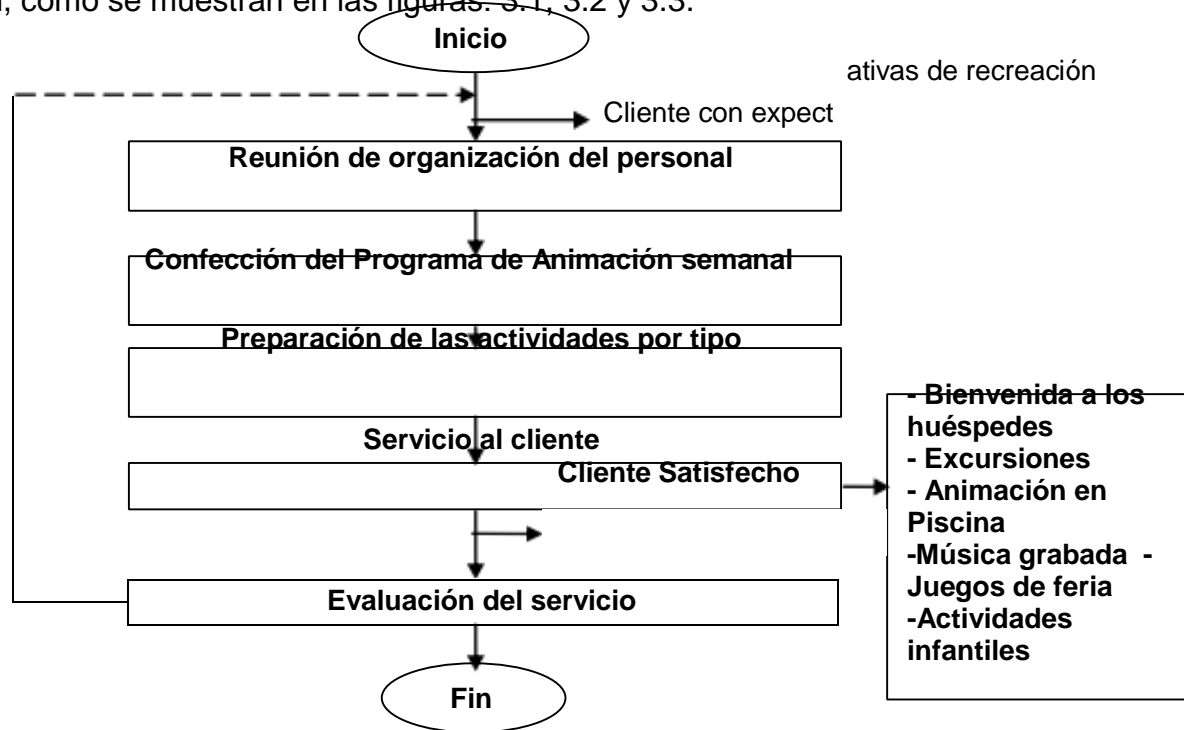 como se muestran en las figuras: 3.1, 3.2 y 3.3.
Inicio
ativas de recreación
Cliente con expect
Reunión de organización del personal
Confección del Programa de Animación semanal
Preparación de las actividades por tipo
Servicio al cliente
Cliente Satisfecho
- Bienvenida a los
huéspedes
- Excursiones
- Animación en
Piscina
-Música grabada -
Juegos de feria
-Actividades
infantiles
Evaluación del servicio
Fin